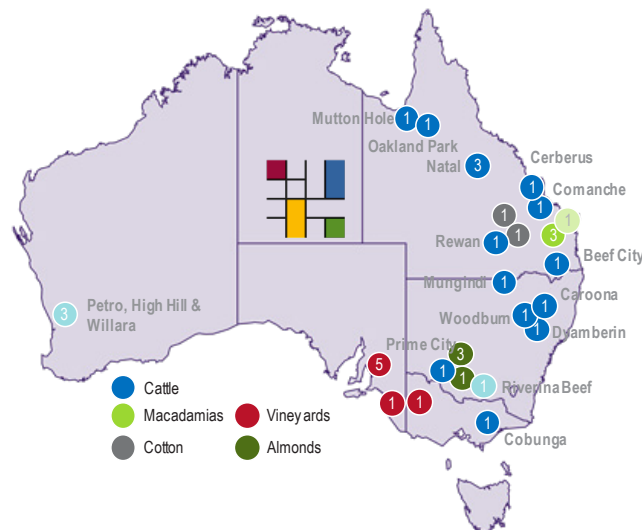 Mutton Hole
1
1
Oakland Park
Natal
3
Cerberus
1
Comanche
1
1
1
1
3
Rewan
1
Beef City
1
Mungindi
1
Caroona
1
Woodburn
1
Dyamberin
1
Petro, High Hill &
Willara
3
Prime City
3
5
1
1
1
Riverina Beef
1
1
1
Cobunga
Cattle
Macadamias
Vineyards
Cotton
Almonds